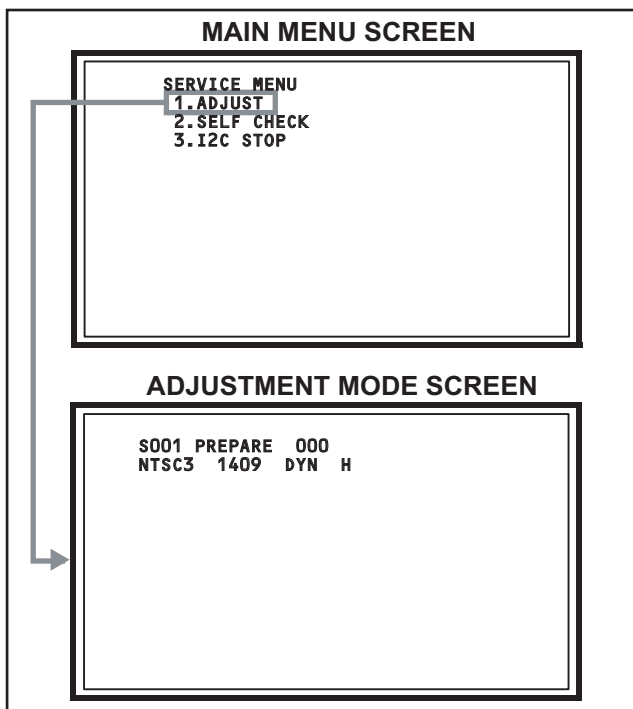 MAIN MENU SCREEN
SERVICE MENU
1.ADJUST
2.SELF CHECK
3.I2C STOP
ADJUSTMENT MODE SCREEN
S001 PREPARE 000
NTSC3 1409 DYN H